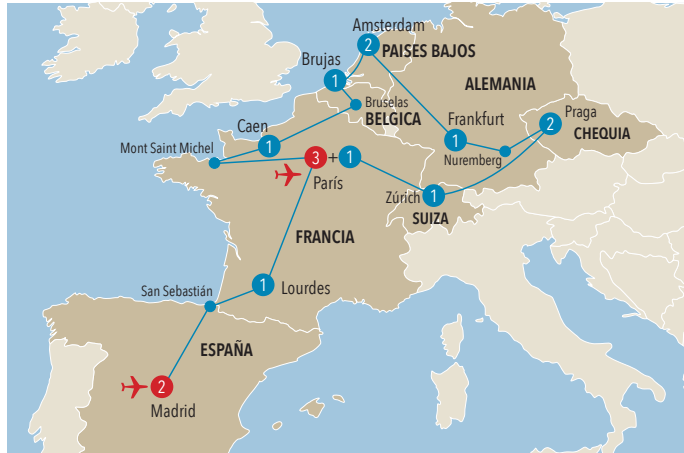 Amsterdam
2
PAISES BAJOS
Brujas
1
ALEMANIA
Bruselas
BELGICA
Frankfurt
1
Praga
2
CHEQUIA
Nuremberg
Caen
1
Mont Saint Michel
3 + 1
París
Zúrich 1
SUIZA
FRANCIA
San Sebastián
1 Lourdes
ESPAÑA
2
Madrid